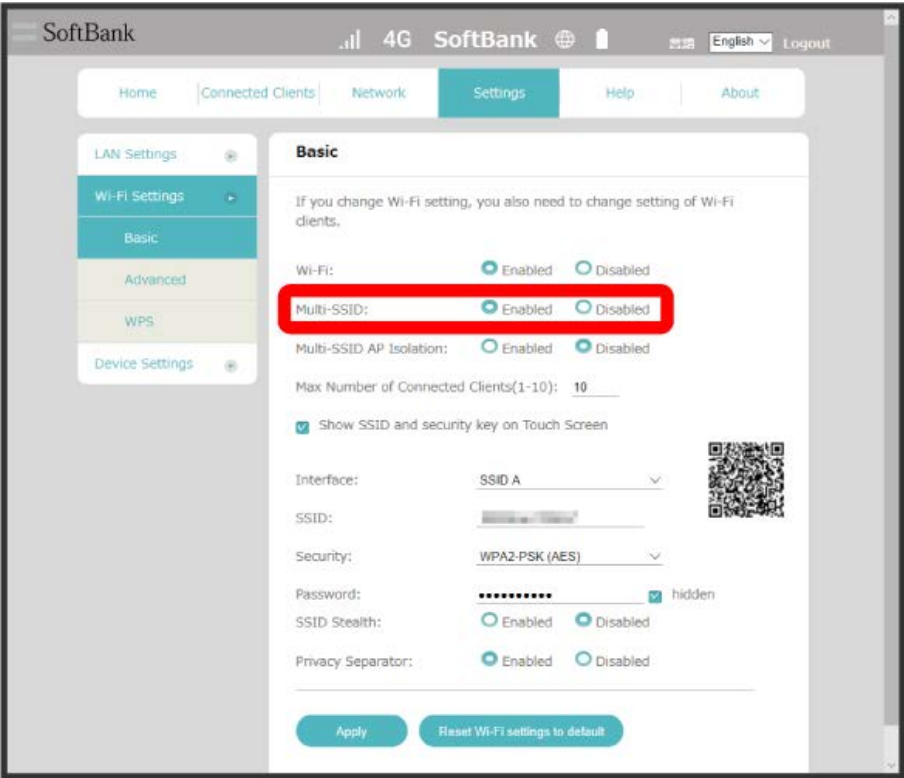 SoftBank
4G SoftBank 言語 English Logout
Home Connected Clients Network Settings Help About
LAN Settings
Wi-Fi Settings
Basic
Advanced
WPS
Device Settings
Basic
If you change Wi-Fi setting, you also need to change setting of Wi-Fi
clients.
Wi-Fi: Enabled Disabled
Multi-SSID: Enabled Disabled
Multi-SSID AP Isolation: Enabled Disabled
Max Number of Connected Clients(1-10): 10
Show SSID and security key on Touch Screen
Interface: SSID A
SSID:
Security: WPA2-PSK (AES)
Password: •••••••••• hidden
SSID Stealth: Enabled Disabled
Privacy Separator: Enabled Disabled
Apply Reset Wi-Fi settings to default